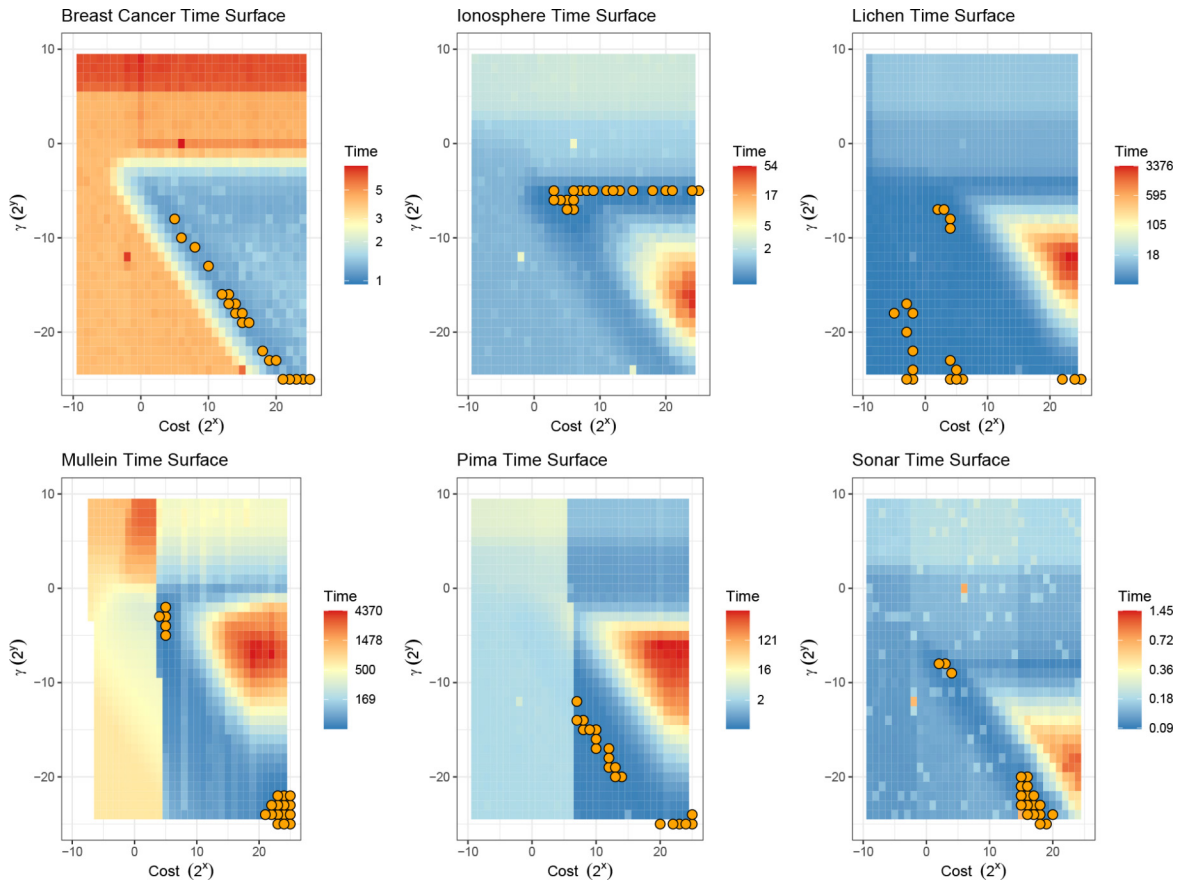 Breast Cancer Time Surface
Ionosphere Time Surface
Lichen Time Surface
10
0
−10
−20
γ (2^y)
−10 0 10 20
Cost (2^x)
Time
5
3
2
1
10
0
−10
−20
γ (2^y)
−10 0 10 20
Cost (2^x)
Time
54
17
5
2
10
0
−10
−20
γ (2^y)
−10 0 10 20
Cost (2^x)
Time
3376
595
105
18
Mullein Time Surface
Pima Time Surface
Sonar Time Surface
10
0
−10
−20
γ (2^y)
−10 0 10 20
Cost (2^x)
Time
4370
1478
500
169
10
0
−10
−20
γ (2^y)
−10 0 10 20
Cost (2^x)
Time
121
16
2
10
0
−10
−20
γ (2^y)
−10 0 10 20
Cost (2^x)
Time
1.45
0.72
0.36
0.18
0.09